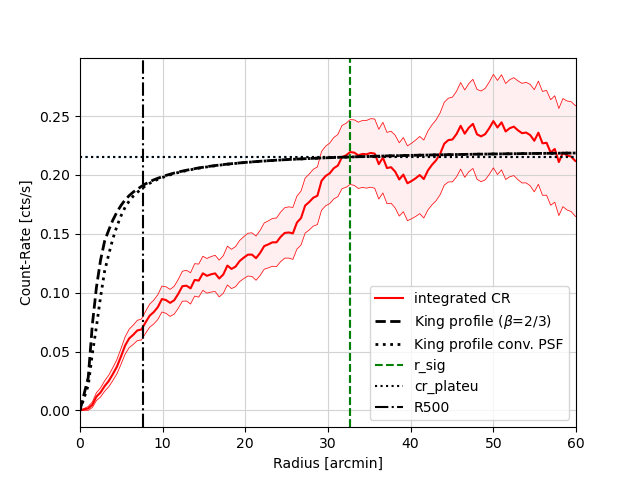 Count-Rate [cts/s]
0.25
0.20
0.15
0.10
0.05
0.00
integrated CR
King profile (β=2/3)
King profile conv. PSF
r_sig
cr_plateu
R500
0 10 20 30 40 50 60
Radius [arcmin]